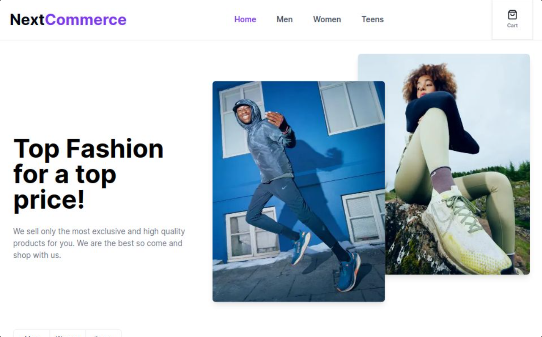 NextCommerce
Home Men Women Teens
Cart
Top Fashion
for a top
price!
We sell only the most exclusive and high quality
products for you. We are the best so come and
shop with us.